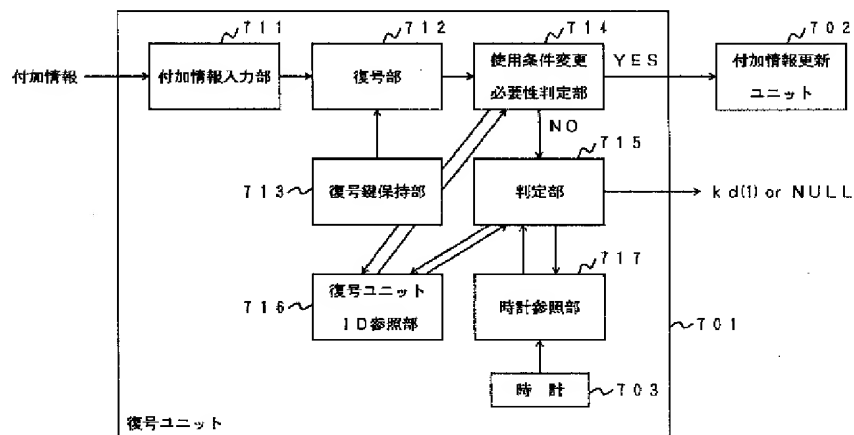 711
712
714
702
付加情報
付加情報入力部
復号部
使用条件変更
必要性判定部
YES
付加情報更新
ユニット
NO
715
713
復号鍵保持部
判定部
kd(f) or NULL
717
716
復号ユニット
ID参照部
時計参照部
701
時 計
703
復号ユニット